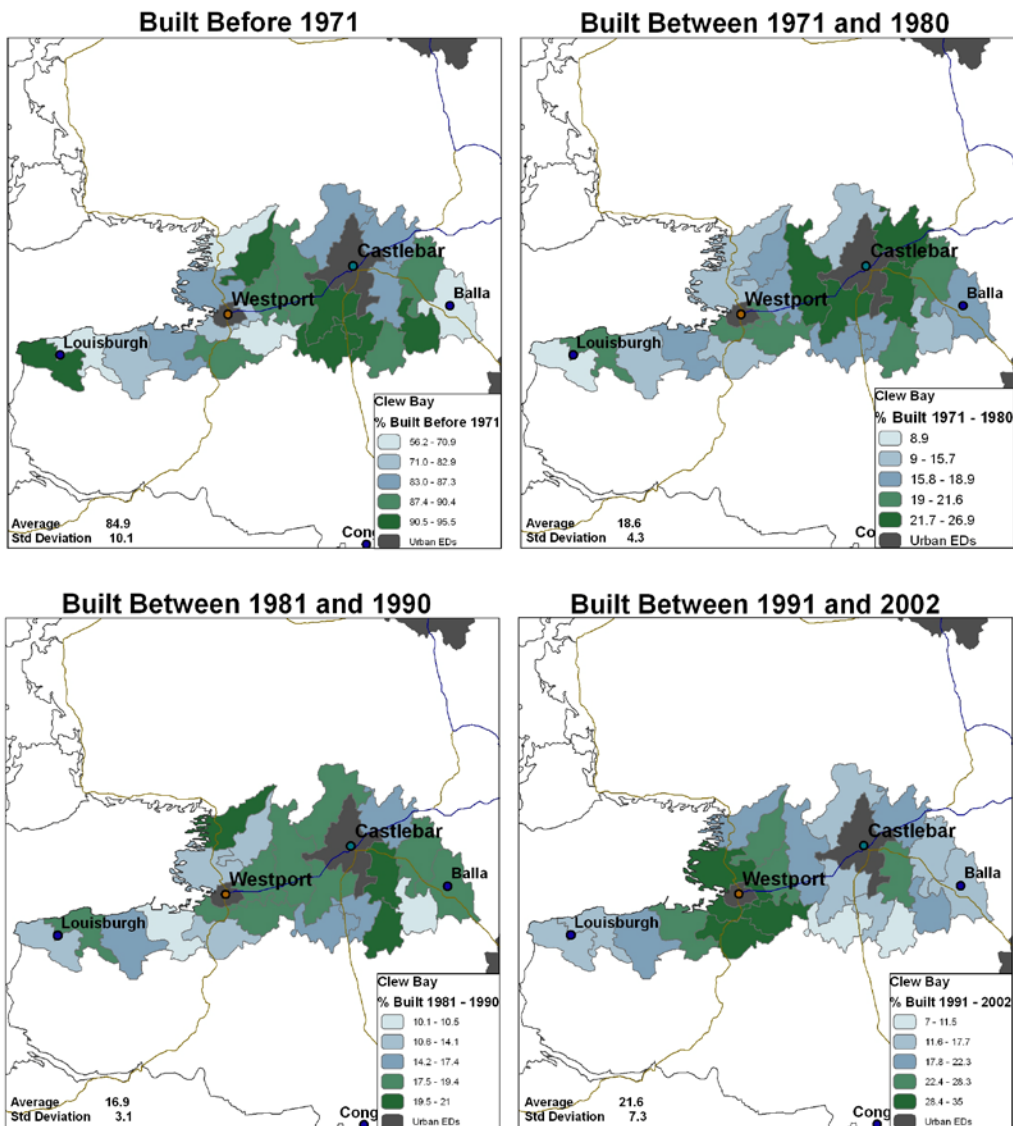 Built Before 1971
Castlebar
Westport
Balla
Louisburgh
Clew Bay
% Built Before 1971
56.2 - 70.9
71.0 - 82.9
83.0 - 87.3
87.4 - 90.4
90.5 - 95.5
Urban EDs
Average 84.9
Std Deviation 10.1
Cong
Built Between 1971 and 1980
Castlebar
Westport
Balla
Louisburgh
Clew Bay
% Built 1971 - 1980
8.9
9 - 15.7
15.8 - 18.9
19 - 21.6
21.7 - 26.9
Urban EDs
Average 18.6
Std Deviation 4.3
Co
Built Between 1981 and 1990
Castlebar
Westport
Balla
Louisburgh
Clew Bay
% Built 1981 - 1990
10.1 - 10.5
10.6 - 14.1
14.2 - 17.4
17.5 - 19.4
19.5 - 21
Urban EDs
Average 16.9
Std Deviation 3.1
Cong
Built Between 1991 and 2002
Castlebar
Westport
Balla
Louisburgh
Clew Bay
% Built 1991 - 2002
7 - 11.5
11.6 - 17.7
17.8 - 22.3
22.4 - 28.3
28.4 - 35
Urban EDs
Average 21.6
Std Deviation 7.3
Cong